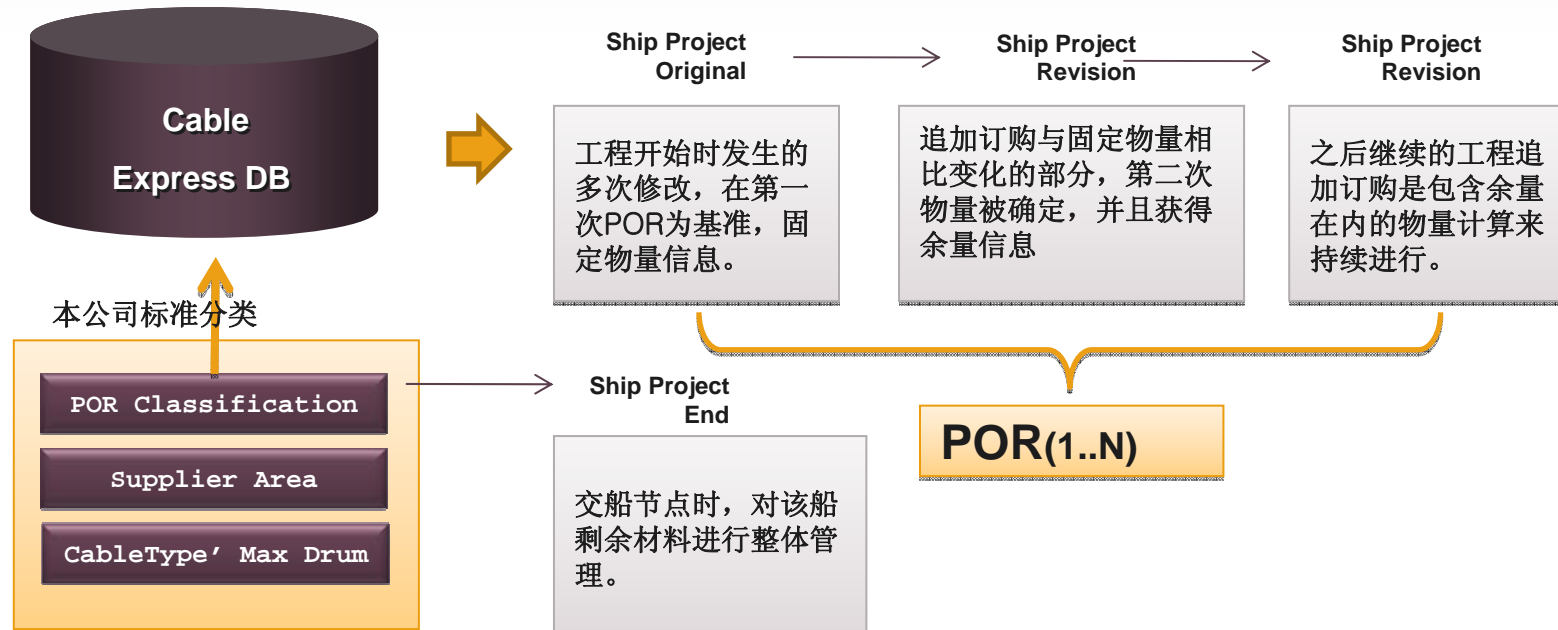 Cable
Express DB
本公司标准分类
POR Classification
Supplier Area
CableType’ Max Drum
Ship Project
Original
工程开始时发生的
多次修改，在第一
次POR为基准，固
定物量信息。
Ship Project
Revision
追加订购与固定物量相
比变化的部分，第二次
物量被确定，并且获得
余量信息
Ship Project
Revision
之后继续的工程追
加订购是包含余量
在内的物量计算来
持续进行。
POR(1..N)
Ship Project
End
交船节点时，对该船
剩余材料进行整体管
理。